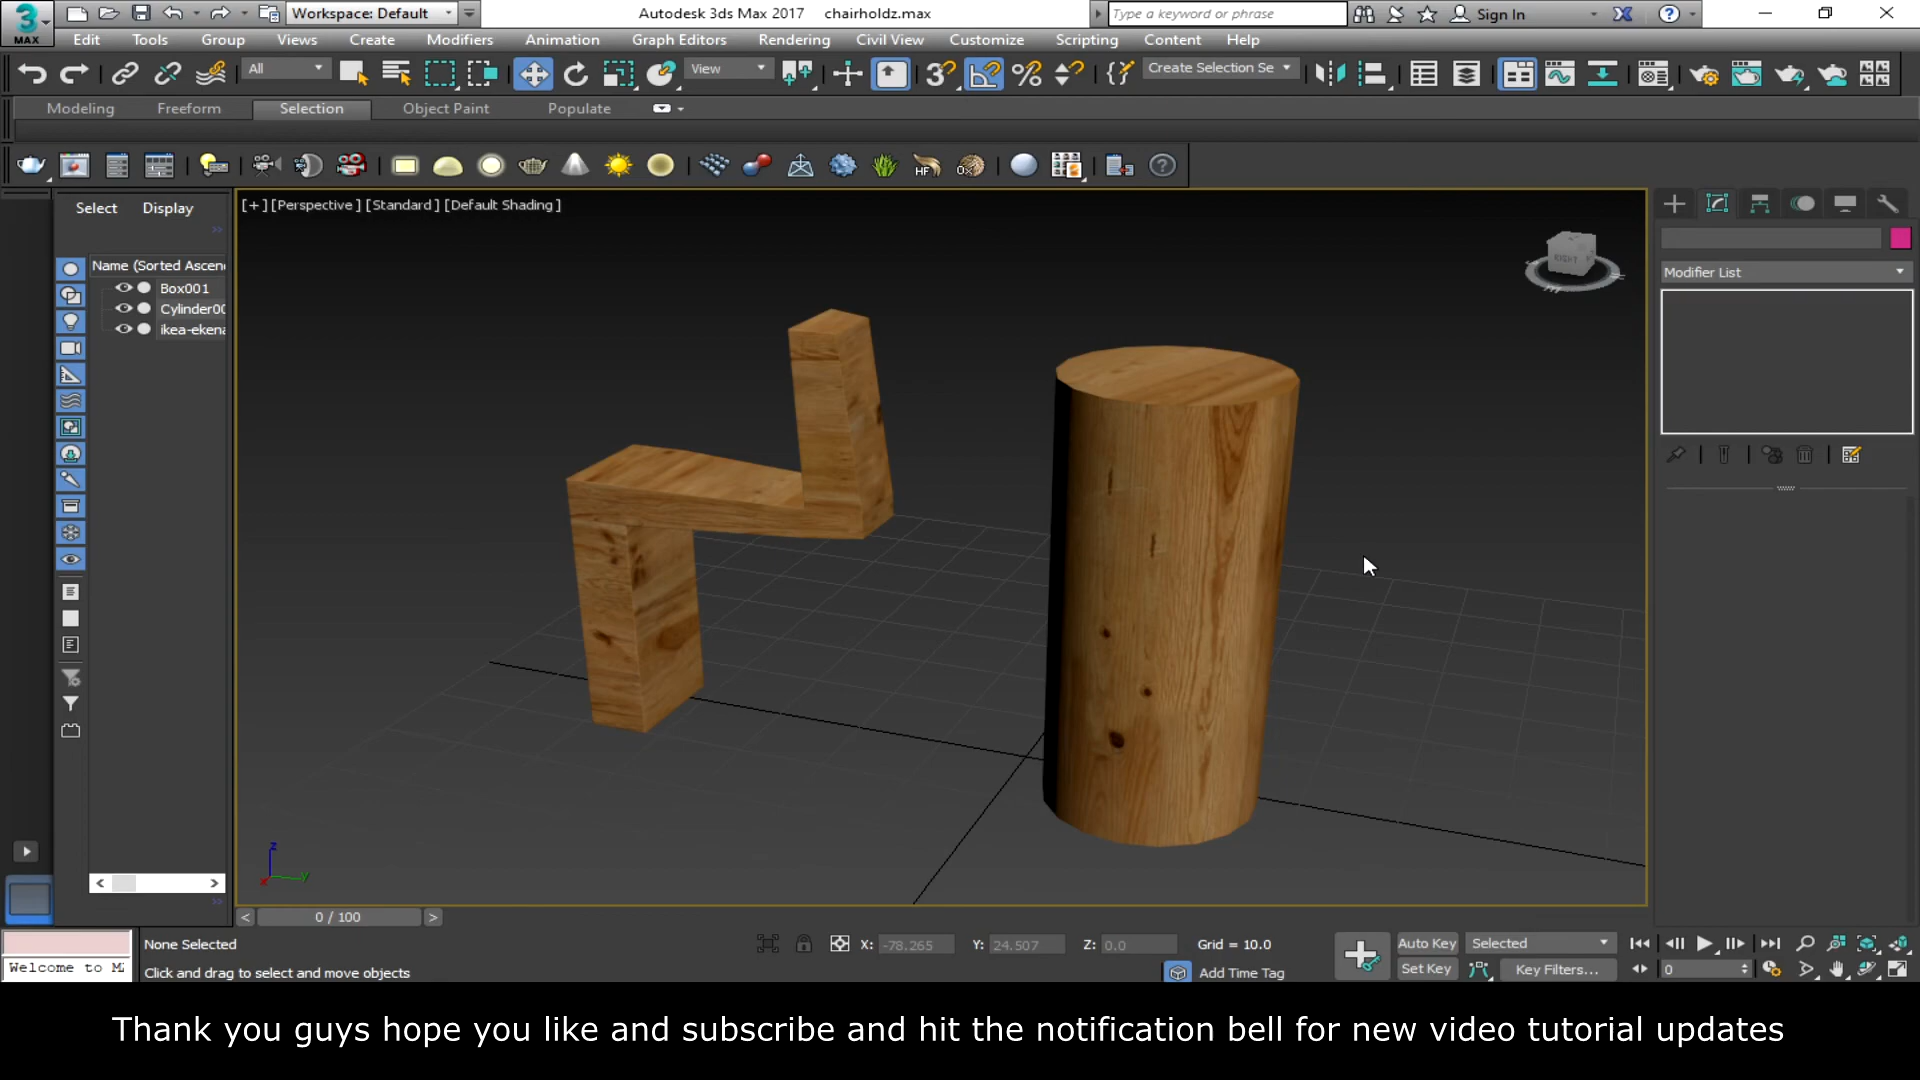 Workspace: Default
Autodesk 3ds Max 2017 chairholdz.max
Type a keyword or phrase
Sign In
MAX
Edit Tools Group Views Create Modifiers Animation Graph Editors Rendering Civil View Customize Scripting Content Help
All
View
Create Selection Se
Modeling Freeform Selection Object Paint Populate
Select Display
[+] [Perspective ] [Standard ] [Default Shading ]
RIGHT
Name (Sorted Ascen
Box001
Cylinder00
ikea-ekena
Modifier List
z
x
y
0 / 100
None Selected
X: -78.265 Y: 24.507 Z: 0.0 Grid = 10.0
Auto Key Selected
Welcome to M
Click and drag to select and move objects
Add Time Tag
Set Key Key Filters...
0
Thank you guys hope you like and subscribe and hit the notification bell for new video tutorial updates